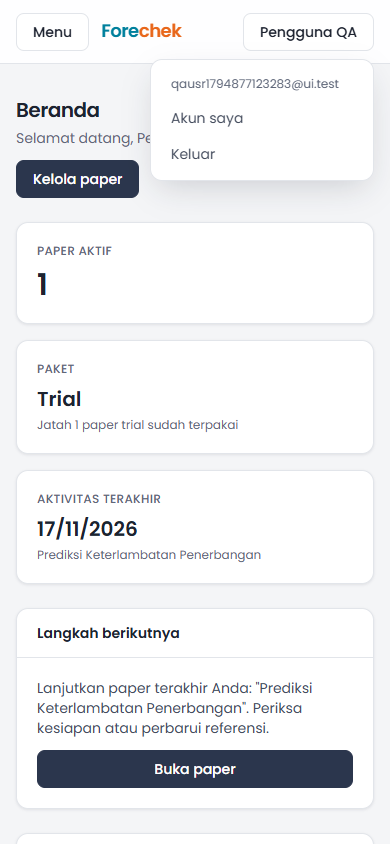 Menu
Forechek
Pengguna QA
qausr1794877123283@ui.test
Akun saya
Keluar
Beranda
Selamat datang,
Kelola paper
PAPER AKTIF
1
PAKET
Trial
Jatah 1 paper trial sudah terpakai
AKTIVITAS TERAKHIR
17/11/2026
Prediksi Keterlambatan Penerbangan
Langkah berikutnya
Lanjutkan paper terakhir Anda: "Prediksi
Keterlambatan Penerbangan". Periksa
kesiapan atau perbarui referensi.
Buka paper